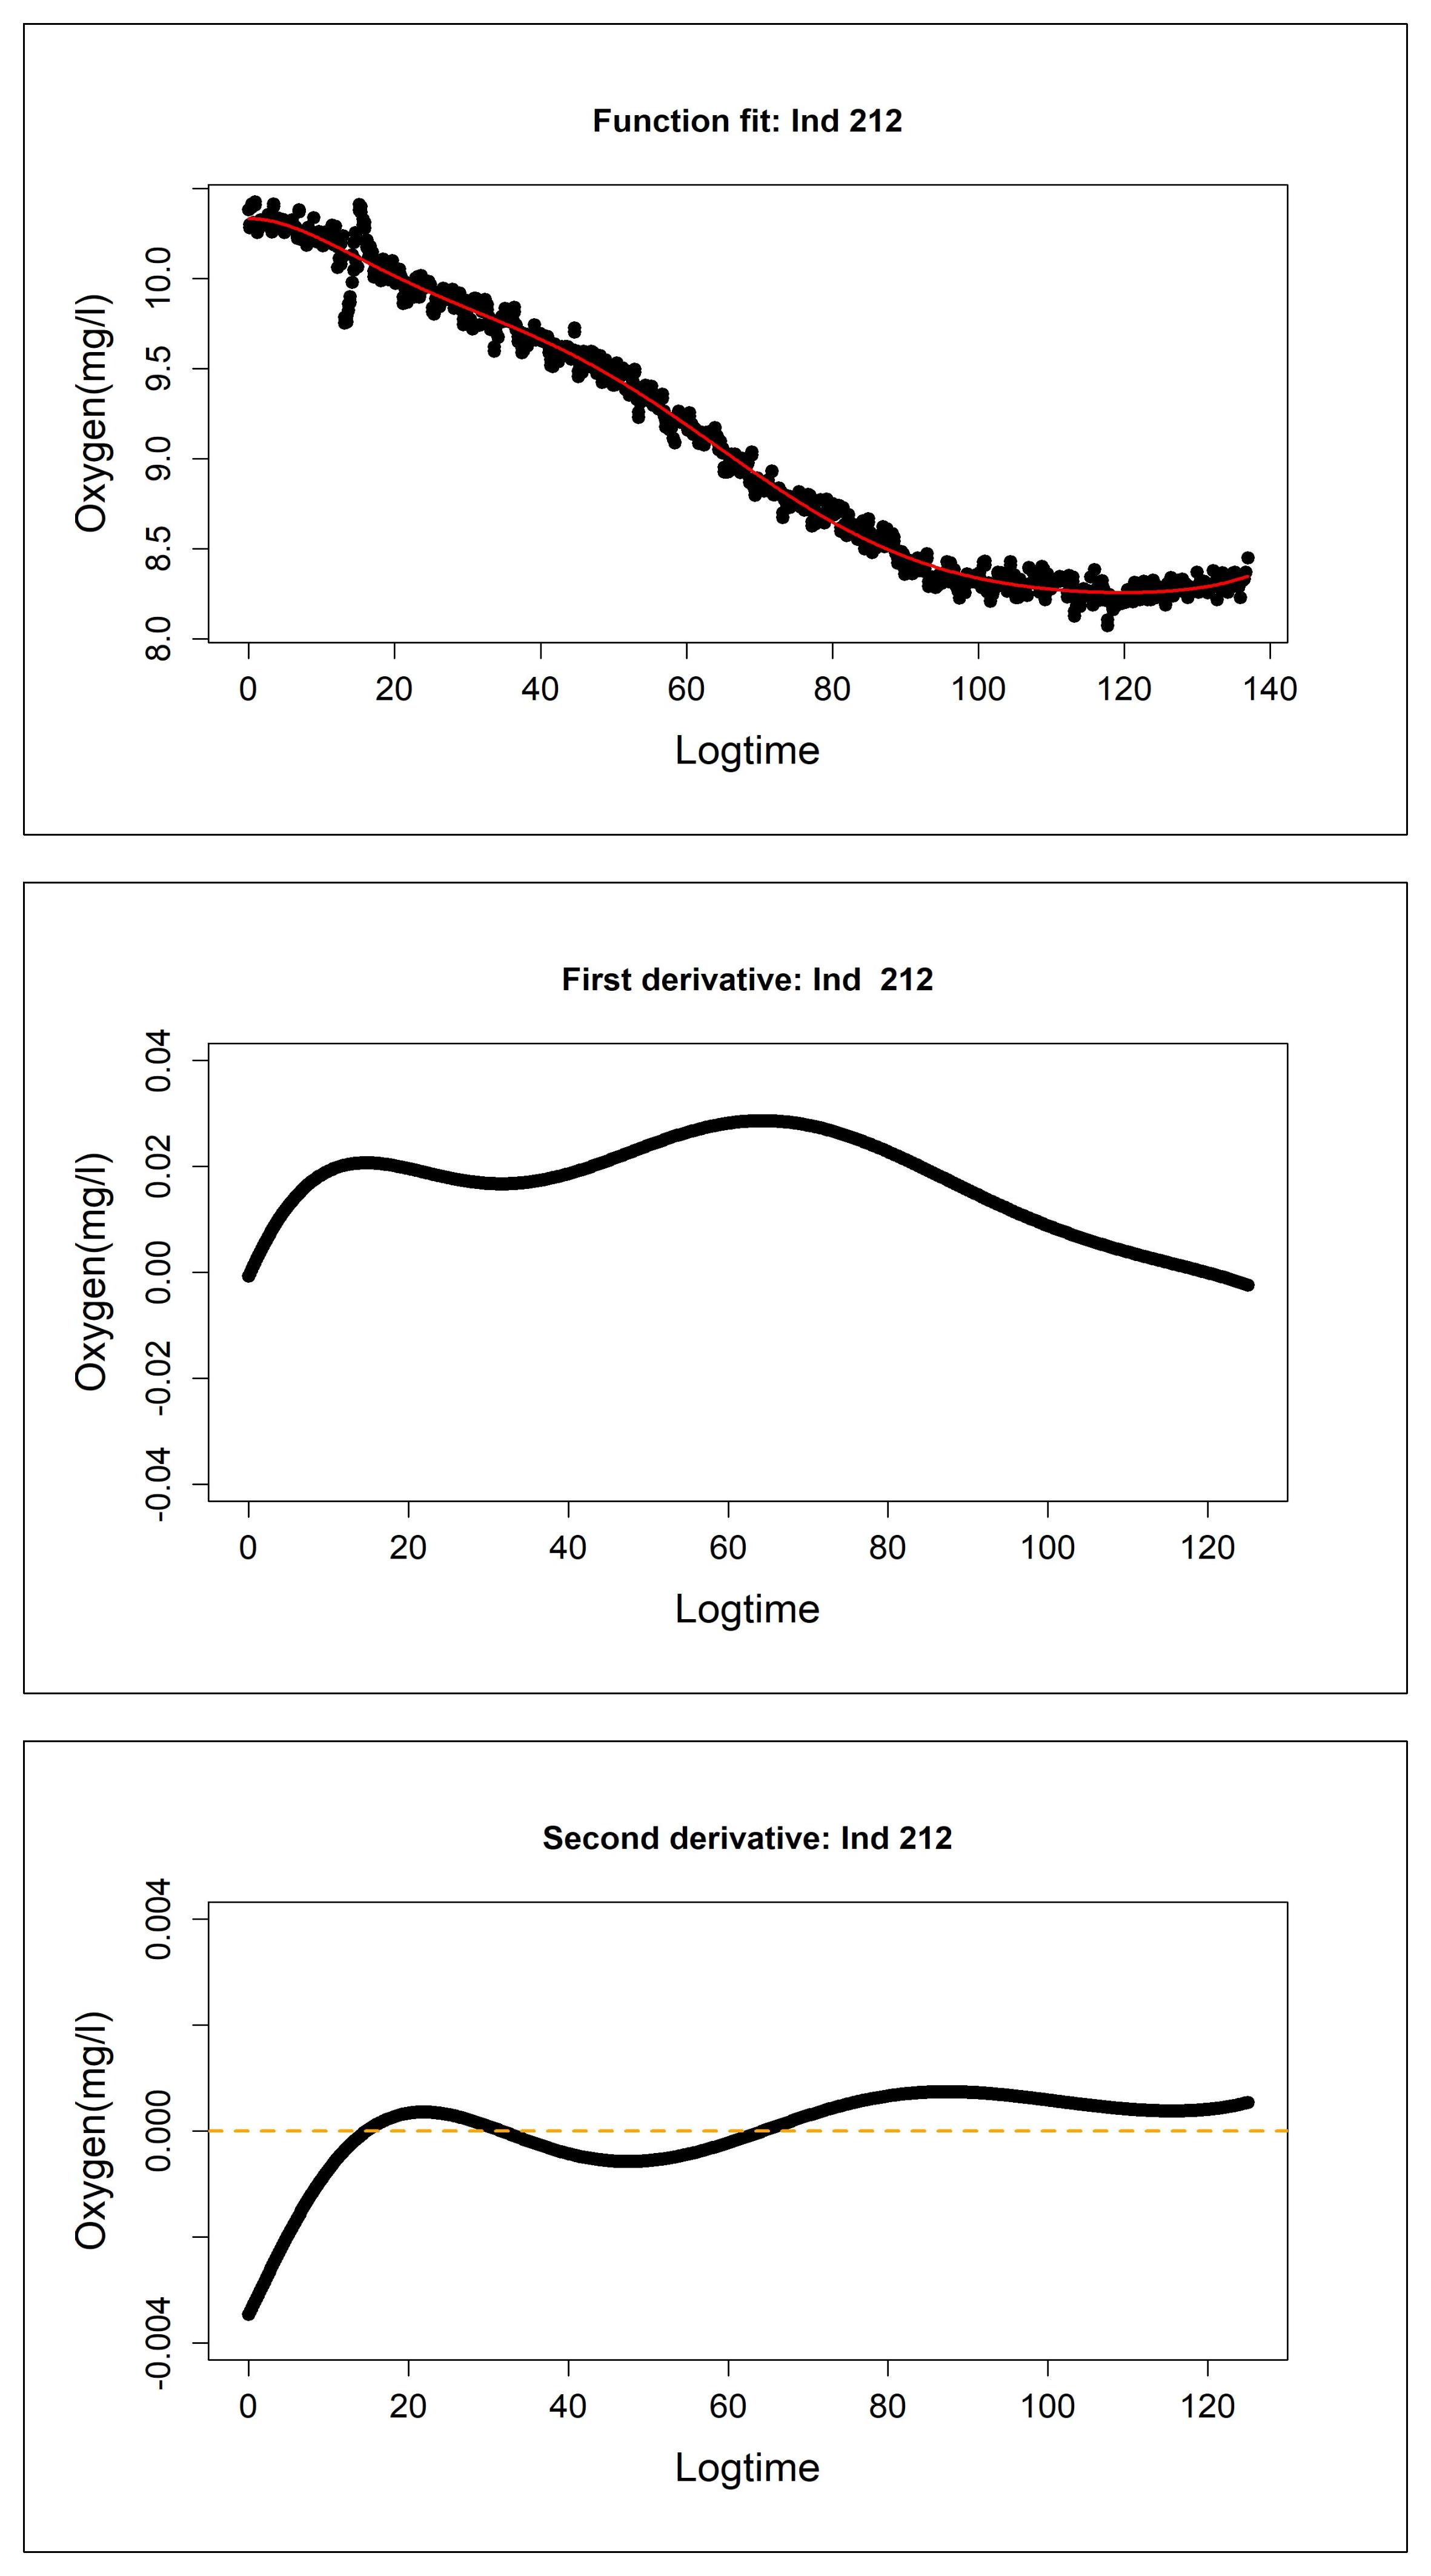 Function fit: Ind 212
Oxygen(mg/l)
10.0
9.5
9.0
8.5
8.0
0 20 40 60 80 100 120 140
Logtime
First derivative: Ind  212
Oxygen(mg/l)
0.04
0.02
0.00
-0.02
-0.04
0 20 40 60 80 100 120
Logtime
Second derivative: Ind 212
Oxygen(mg/l)
0.004
0.000
-0.004
0 20 40 60 80 100 120
Logtime